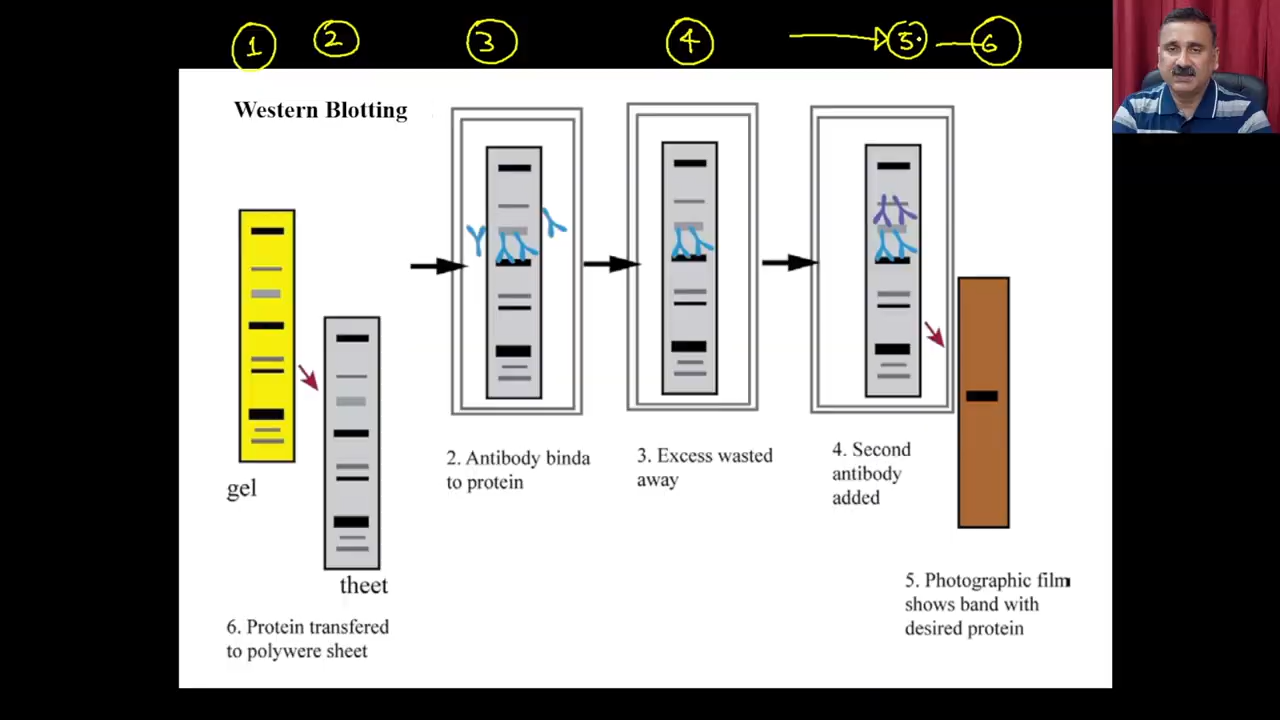 1 2 3 4 5 6
Western Blotting
gel
theet
6. Protein transfered
to polywere sheet
2. Antibody binda
to protein
3. Excess wasted
away
4. Second
antibody
added
5. Photographic film
shows band with
desired protein